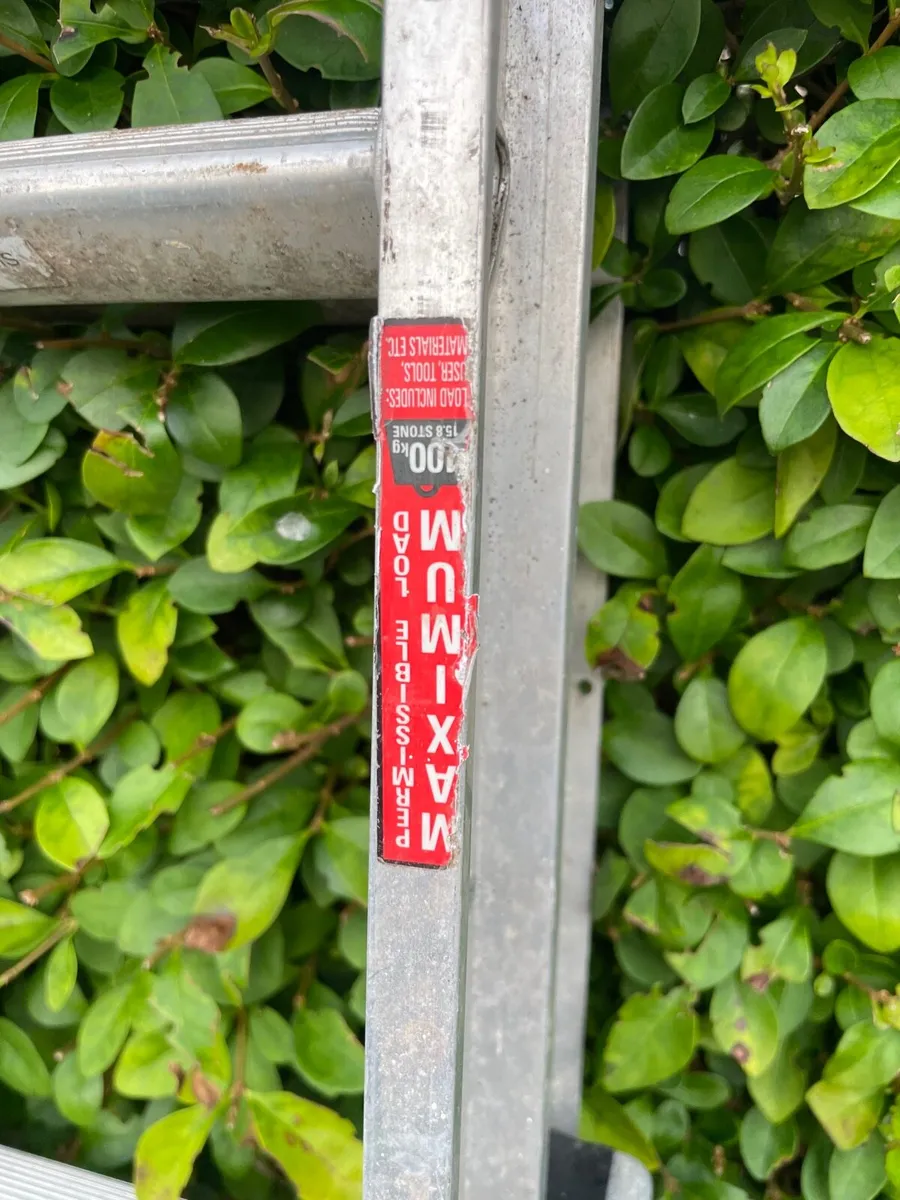 MAXIMUM
PERMISSIBLE LOAD
100kg
15.8 STONE
LOAD INCLUDES:
USER, TOOLS,
MATERIALS ETC.